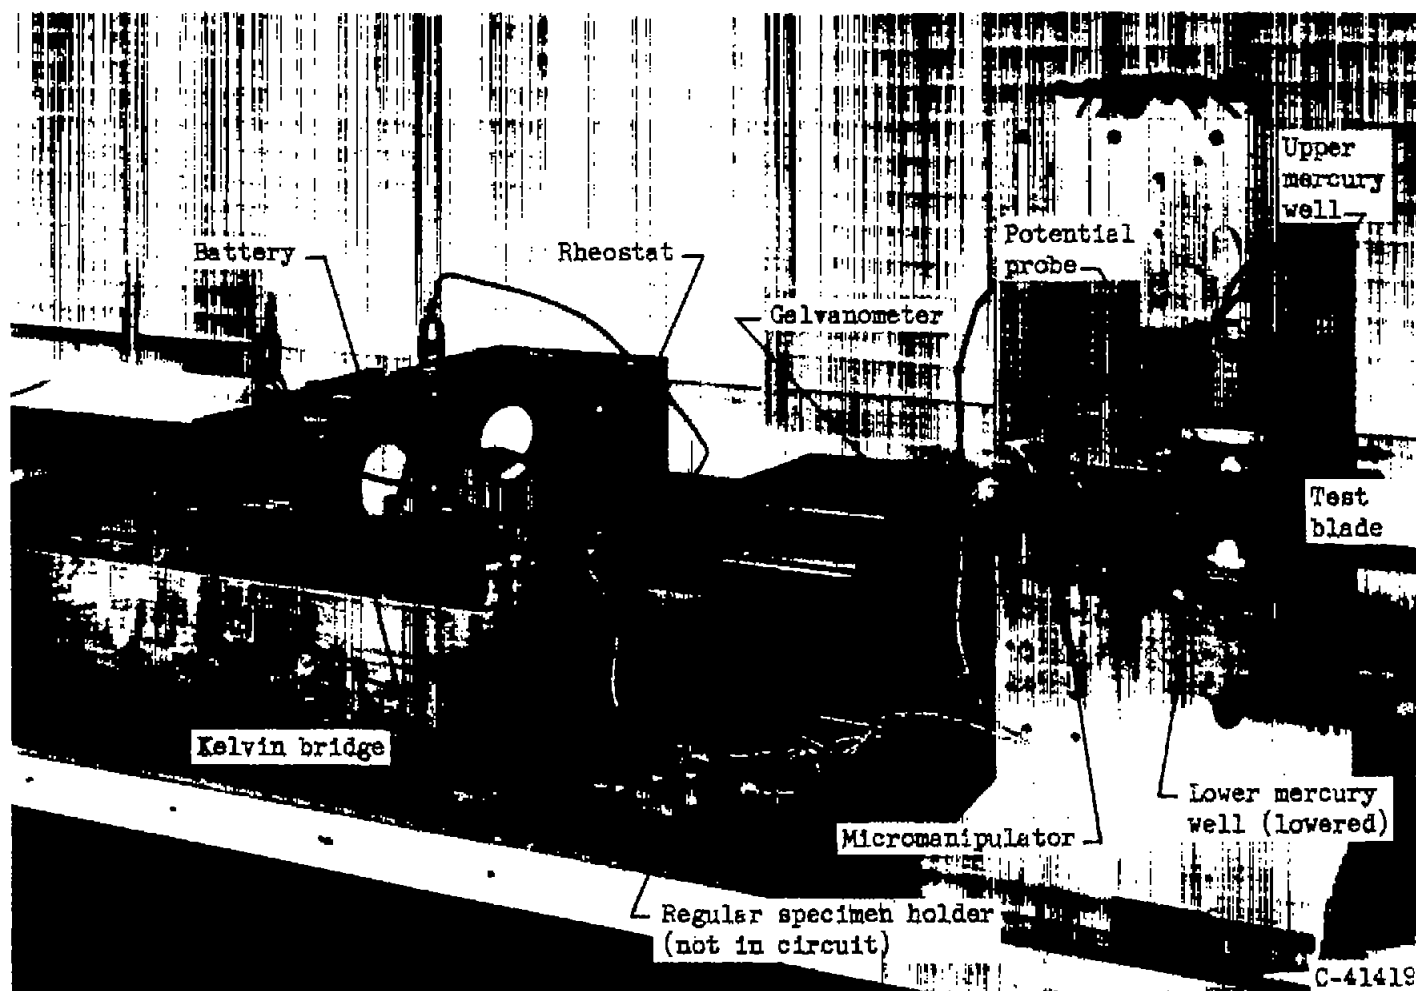 Upper
mercury
well
Battery
Rheostat
Potential
probe
Galvanometer
Test
blade
Kelvin bridge
Lower mercury
well (lowered)
Micromanipulator
Regular specimen holder
(not in circuit)
C-41419